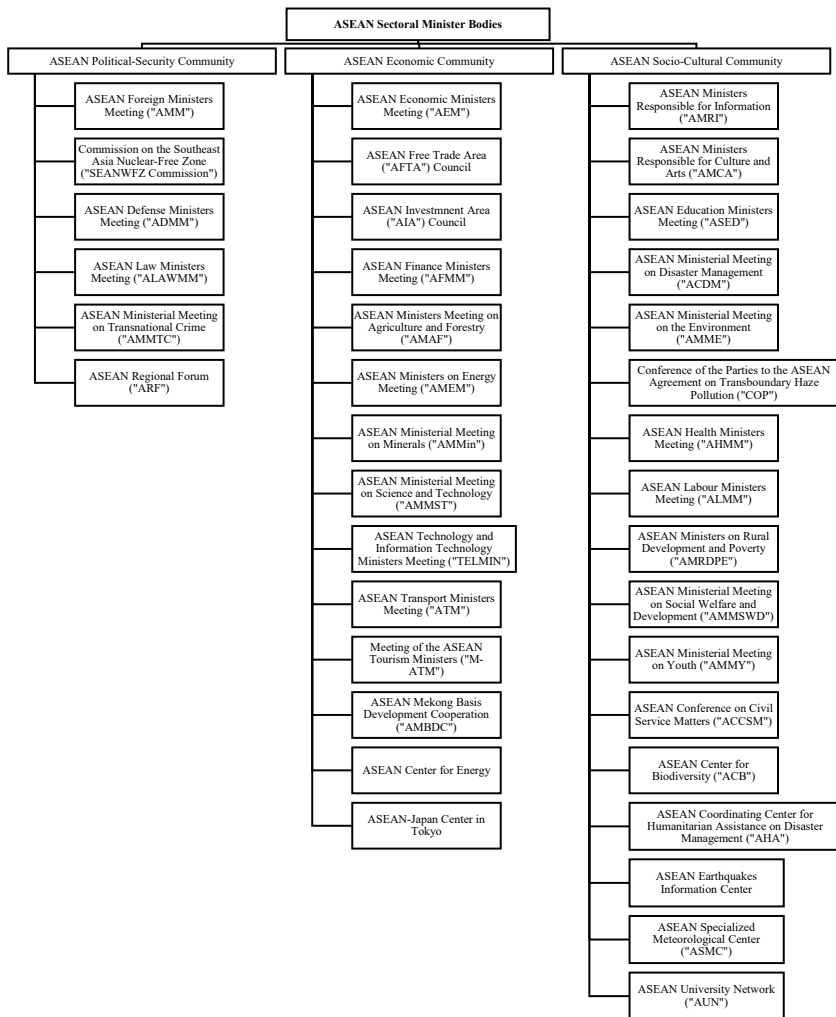 ASEAN Sectoral Minister Bodies
ASEAN Political-Security Community
ASEAN Foreign Ministers
Meeting ("AMM")
Commission on the Southeast
Asia Nuclear-Free Zone
("SEANWFZ Commission")
ASEAN Defense Ministers
Meeting ("ADMM")
ASEAN Law Ministers
Meeting ("ALAWMM")
ASEAN Ministerial Meeting
on Transnational Crime
("AMMTC")
ASEAN Regional Forum
("ARF")
ASEAN Economic Community
ASEAN Economic Ministers
Meeting ("AEM")
ASEAN Free Trade Area
("AFTA") Council
ASEAN Investmnent Area
("AIA") Council
ASEAN Finance Ministers
Meeting ("AFMM")
ASEAN Ministers Meeting on
Agriculture and Forestry
("AMAF")
ASEAN Ministers on Energy
Meeting ("AMEM")
ASEAN Ministerial Meeting
on Minerals ("AMMin")
ASEAN Ministerial Meeting
on Science and Technology
("AMMST")
ASEAN Technology and
Information Technology
Ministers Meeting ("TELMIN")
ASEAN Transport Ministers
Meeting ("ATM")
Meeting of the ASEAN
Tourism Ministers ("M-
ATM")
ASEAN Mekong Basis
Development Cooperation
("AMBDC")
ASEAN Center for Energy
ASEAN-Japan Center in
Tokyo
ASEAN Socio-Cultural Community
ASEAN Ministers
Responsible for Information
("AMRI")
ASEAN Ministers
Responsible for Culture and
Arts ("AMCA")
ASEAN Education Ministers
Meeting ("ASED")
ASEAN Ministerial Meeting
on Disaster Management
("ACDM")
ASEAN Ministerial Meeting
on the Environment
("AMME")
Conference of the Parties to the ASEAN
Agreement on Transboundary Haze
Pollution ("COP")
ASEAN Health Ministers
Meeting ("AHMM")
ASEAN Labour Ministers
Meeting ("ALMM")
ASEAN Ministers on Rural
Development and Poverty
("AMRDPE")
ASEAN Ministerial Meeting
on Social Welfare and
Development ("AMMSWD")
ASEAN Ministerial Meeting
on Youth ("AMMY")
ASEAN Conference on Civil
Service Matters ("ACCSM")
ASEAN Center for
Biodiversity ("ACB")
ASEAN Coordinating Center for
Humanitarian Assistance on Disaster
Management ("AHA")
ASEAN Earthquakes
Information Center
ASEAN Specialized
Meteorological Center
("ASMC")
ASEAN University Network
("AUN")